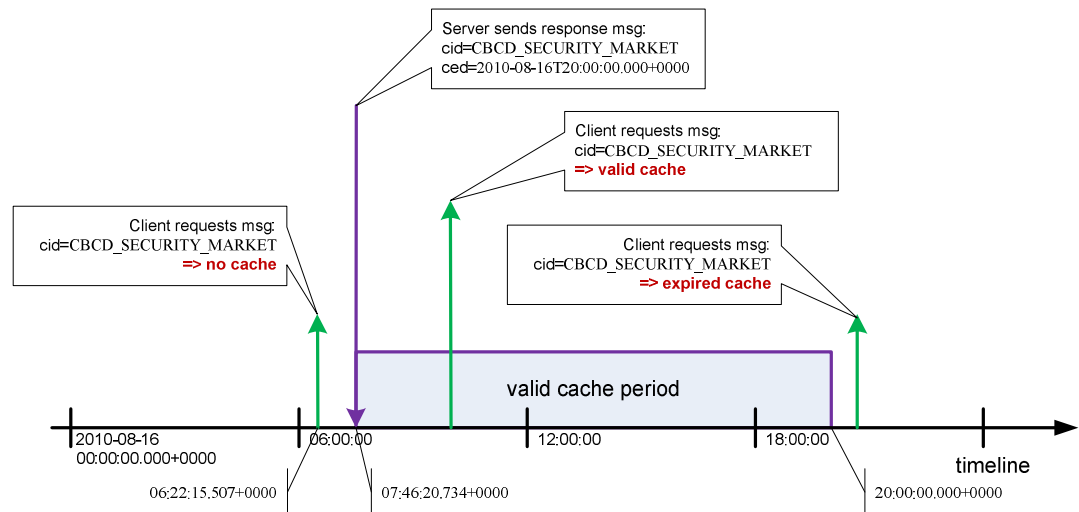 Server sends response msg:
cid=CBCD_SECURITY_MARKET
ced=2010-08-16T20:00:00.000+0000
Client requests msg:
cid=CBCD_SECURITY_MARKET
=> valid cache
Client requests msg:
cid=CBCD_SECURITY_MARKET
=> no cache
Client requests msg:
cid=CBCD_SECURITY_MARKET
=> expired cache
valid cache period
2010-08-16
00:00:00.000+0000
06:00:00
12:00:00
18:00:00
timeline
06:22:15.507+0000
07:46:20.734+0000
20:00:00.000+0000